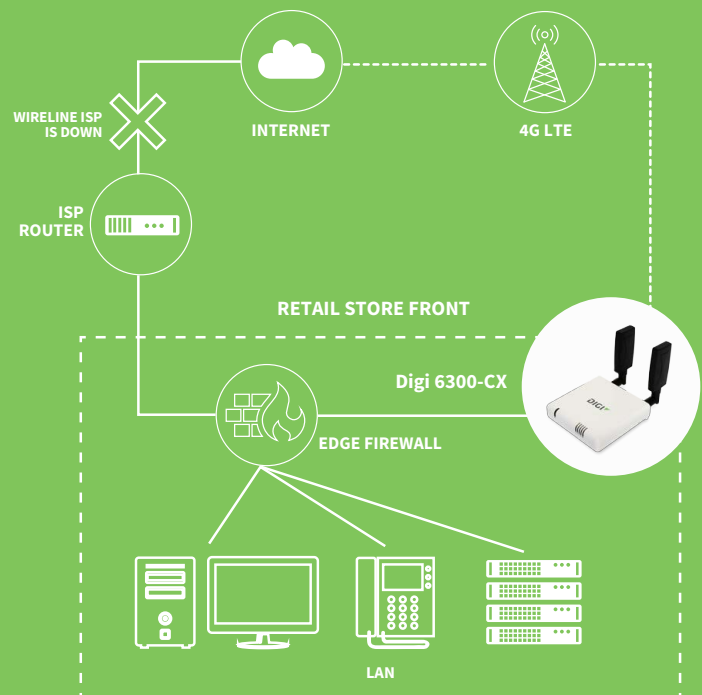 WIRELINE ISP
IS DOWN
INTERNET
4G LTE
ISP
ROUTER
RETAIL STORE FRONT
Digi 6300-CX
DIGI
EDGE FIREWALL
LAN